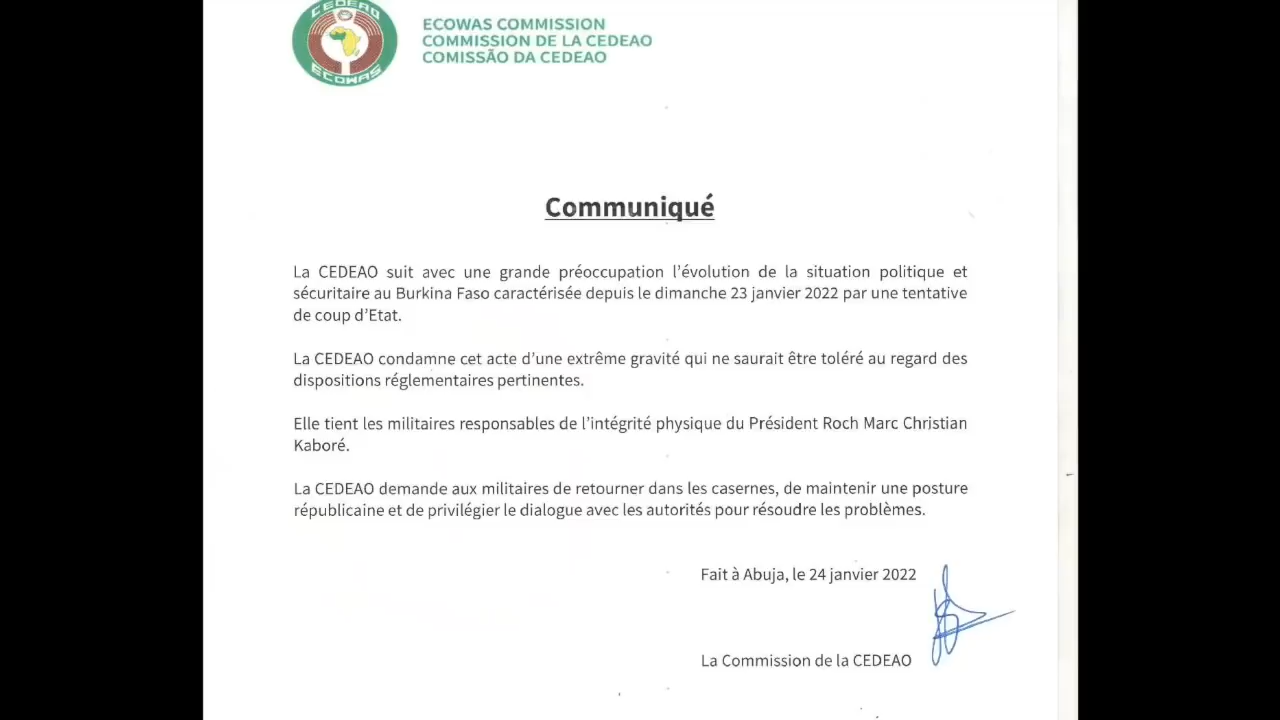 CEDEAO
ECOWAS
ECOWAS COMMISSION
COMMISSION DE LA CEDEAO
COMISSÃO DA CEDEAO
Communiqué
La CEDEAO suit avec une grande préoccupation l’évolution de la situation politique et
sécuritaire au Burkina Faso caractérisée depuis le dimanche 23 janvier 2022 par une tentative
de coup d’Etat.
La CEDEAO condamne cet acte d’une extrême gravité qui ne saurait être toléré au regard des
dispositions réglementaires pertinentes.
Elle tient les militaires responsables de l’intégrité physique du Président Roch Marc Christian
Kaboré.
La CEDEAO demande aux militaires de retourner dans les casernes, de maintenir une posture
républicaine et de privilégier le dialogue avec les autorités pour résoudre les problèmes.
Fait à Abuja, le 24 janvier 2022
La Commission de la CEDEAO